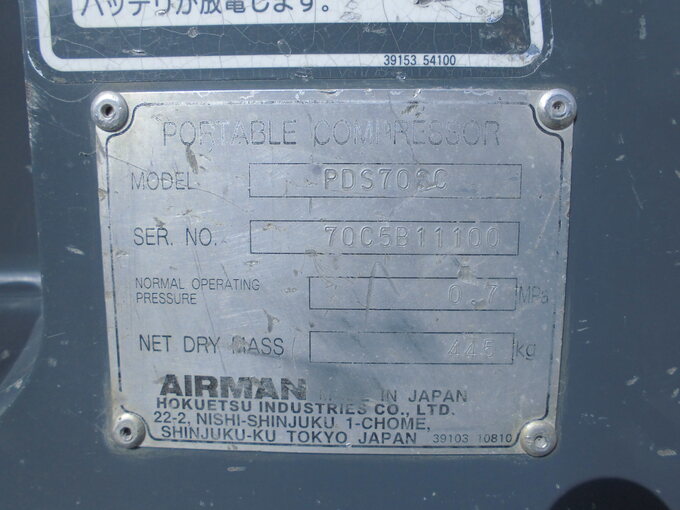 バッテリが放電します。
39153 54100
PORTABLE COMPRESSOR
MODEL PDS70SC
SER. NO. 70C5B11100
NORMAL OPERATING PRESSURE 0.7 MPa
NET DRY MASS 445 kg
AIRMAN IN JAPAN
HOKUETSU INDUSTRIES CO., LTD.
22-2, NISHI-SHINJUKU 1-CHOME,
SHINJUKU-KU TOKYO JAPAN 39103 10810